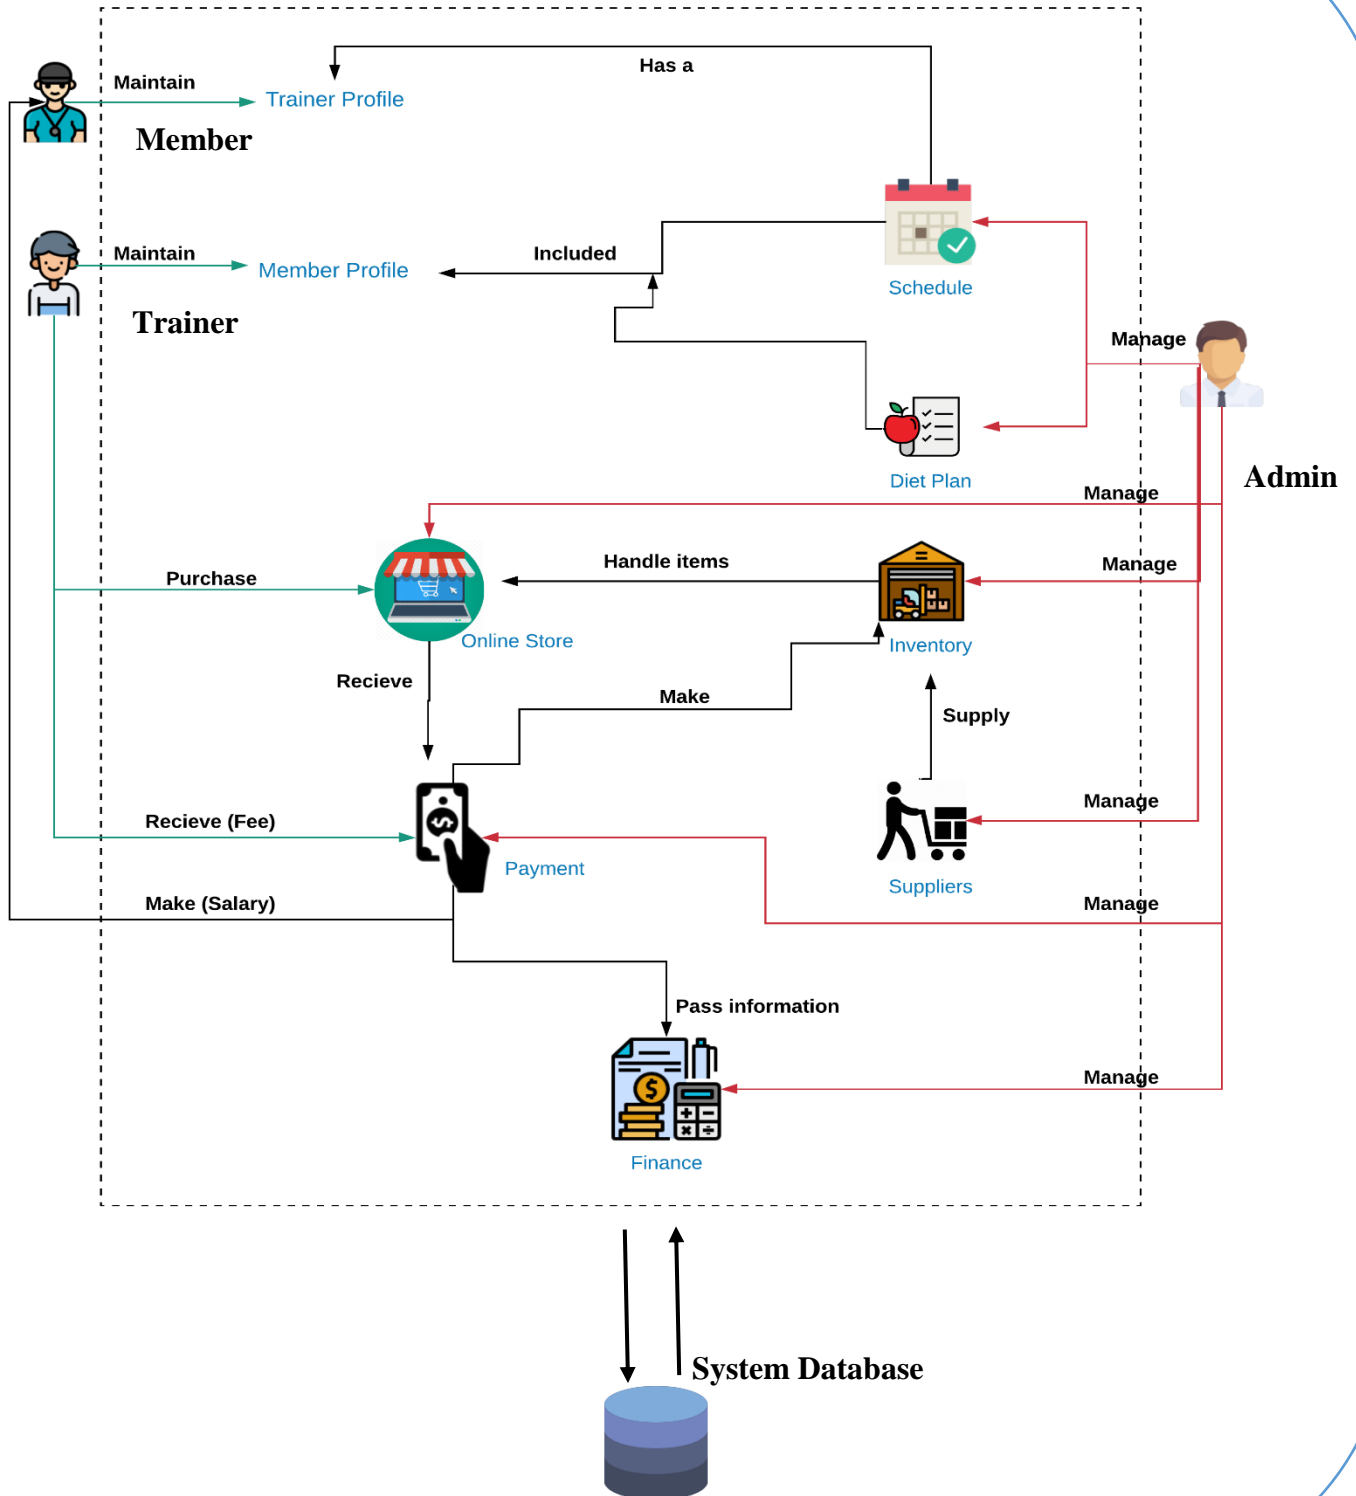 Has a
Maintain
Trainer Profile
Member
Maintain
Included
Member Profile
Schedule
Trainer
Manage
Admin
Diet Plan
Manage
Handle items
Manage
Purchase
Online Store
Inventory
Recieve
Make
Supply
Manage
Recieve (Fee)
Payment
Suppliers
Make (Salary)
Manage
Pass information
Manage
Finance
System Database